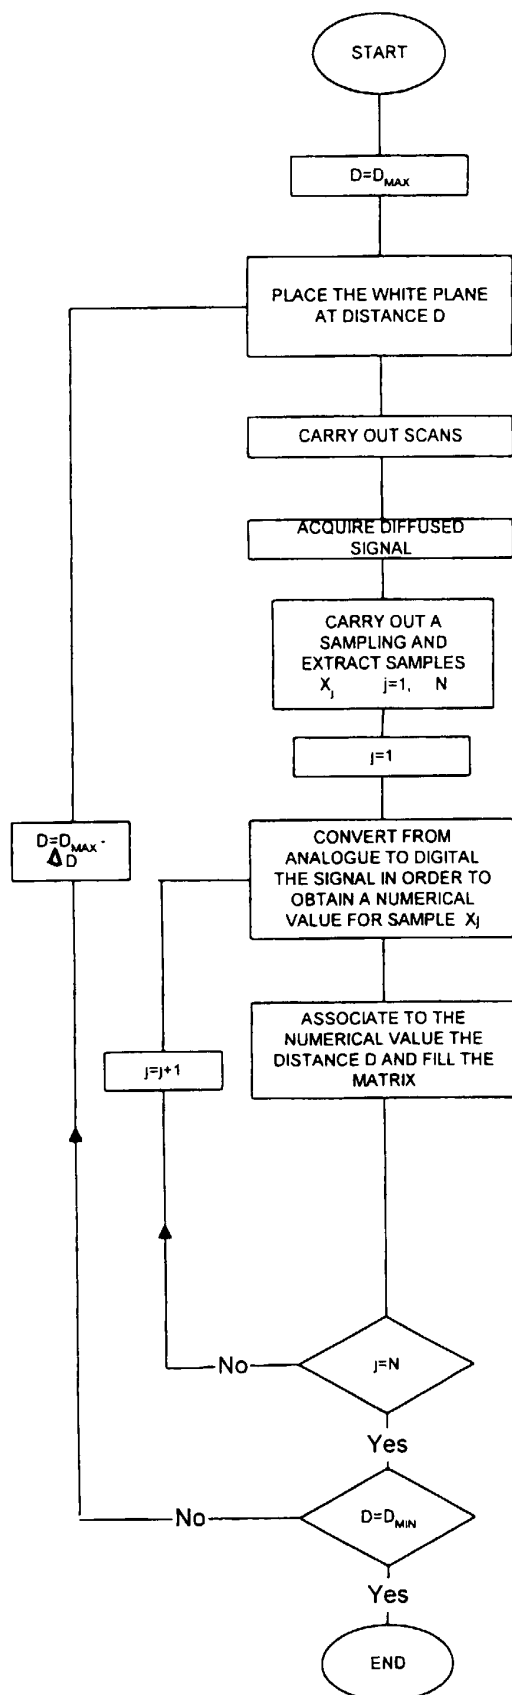 START
D=D_MAX
PLACE THE WHITE PLANE
AT DISTANCE D
CARRY OUT SCANS
ACQUIRE DIFFUSED
SIGNAL
CARRY OUT A
SAMPLING AND
EXTRACT SAMPLES
X_j j=1, N
j=1
D=D_MAX -
Δ D
CONVERT FROM
ANALOGUE TO DIGITAL
THE SIGNAL IN ORDER TO
OBTAIN A NUMERICAL
VALUE FOR SAMPLE Xj
ASSOCIATE TO THE
NUMERICAL VALUE THE
DISTANCE D AND FILL THE
MATRIX
j=j+1
j=N
No
Yes
D=D_MIN
No
Yes
END